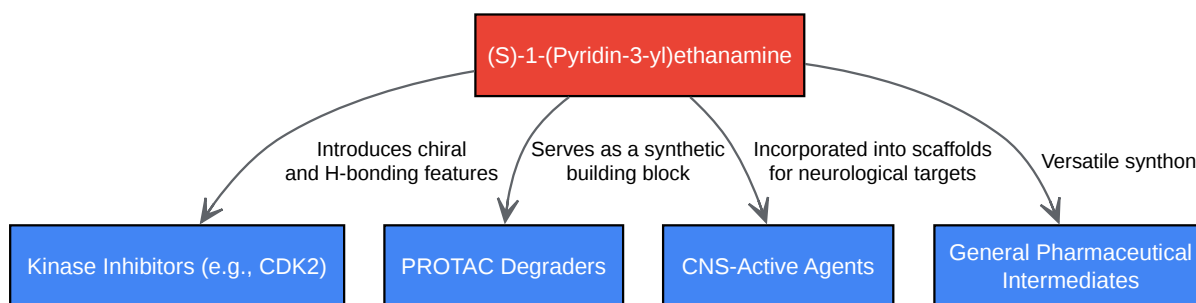 (S)-1-(Pyridin-3-yl)ethanamine
Introduces chiral
and H-bonding features
Serves as a synthetic
building block
Incorporated into scaffolds
for neurological targets
Versatile synthon
Kinase Inhibitors (e.g., CDK2)
PROTAC Degraders
CNS-Active Agents
General Pharmaceutical
Intermediates